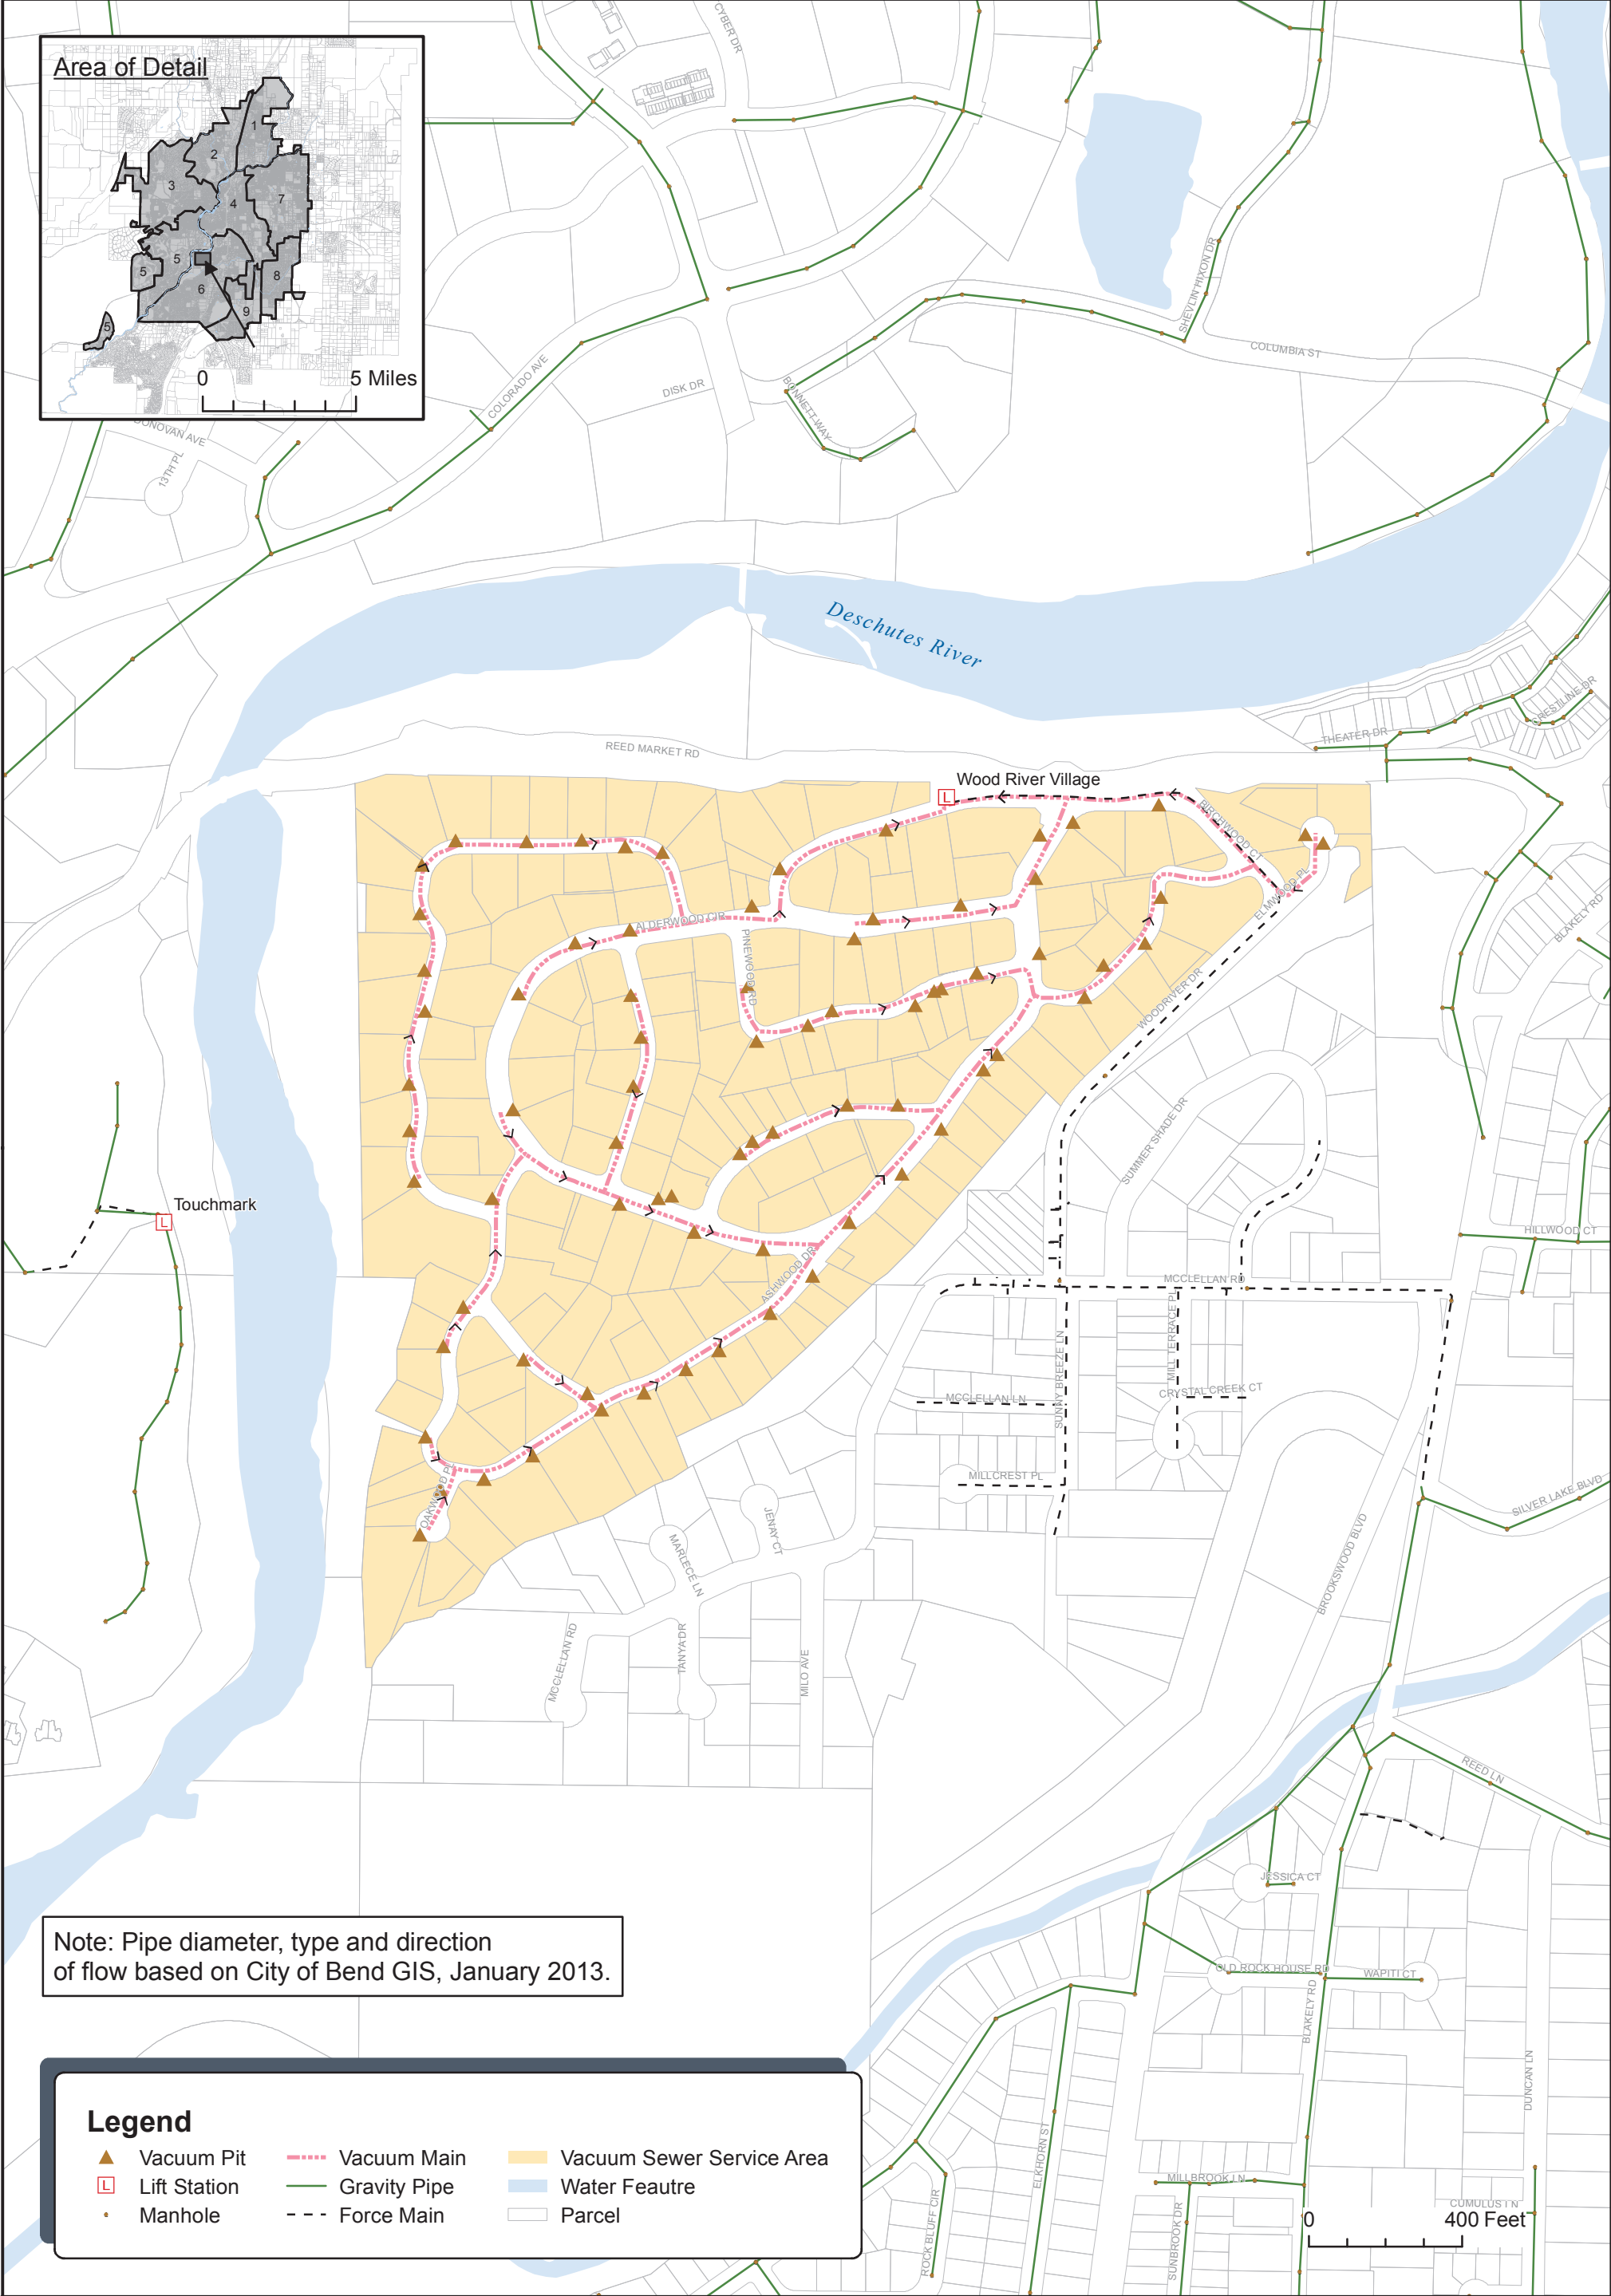 Area of Detail
1
2
3
4
7
5
5
6
8
9
5
0 5 Miles
CYBER DR
SHEVLIN HIXON DR
COLUMBIA ST
COLORADO AVE
DISK DR
BONNETT WAY
DONOVAN AVE
13TH PL
Deschutes River
CRESTLINE DR
THEATER DR
REED MARKET RD
Wood River Village
L
BIRCHWOOD CT
ELMWOOD PL
ALDERWOOD CIR
PINEWOOD RD
WOODRIVER DR
BLAKELY RD
SUMMER SHADE DR
Touchmark
L
HILLWOOD CT
ASHWOOD DR
MCCLELLAN RD
MILL TERRACE PL
SUNNY BREEZE LN
MCCLELLAN LN
CRYSTAL CREEK CT
MILLCREST PL
OAKWOOD PL
SILVER LAKE BLVD
JENAY CT
MARLECE LN
BROOKSWOOD BLVD
MCCLELLAN RD
TANYA DR
MILO AVE
REED LN
JESSICA CT
Note: Pipe diameter, type and direction
of flow based on City of Bend GIS, January 2013.
OLD ROCK HOUSE RD
WAPITI CT
BLAKELY RD
DUNCAN LN
ELKHORN ST
MILLBROOK LN
SUNBROOK DR
ROCK BLUFF CIR
CUMULUS LN
0 400 Feet
Legend
Vacuum Pit
L Lift Station
Manhole
Vacuum Main
Gravity Pipe
Force Main
Vacuum Sewer Service Area
Water Feautre
Parcel